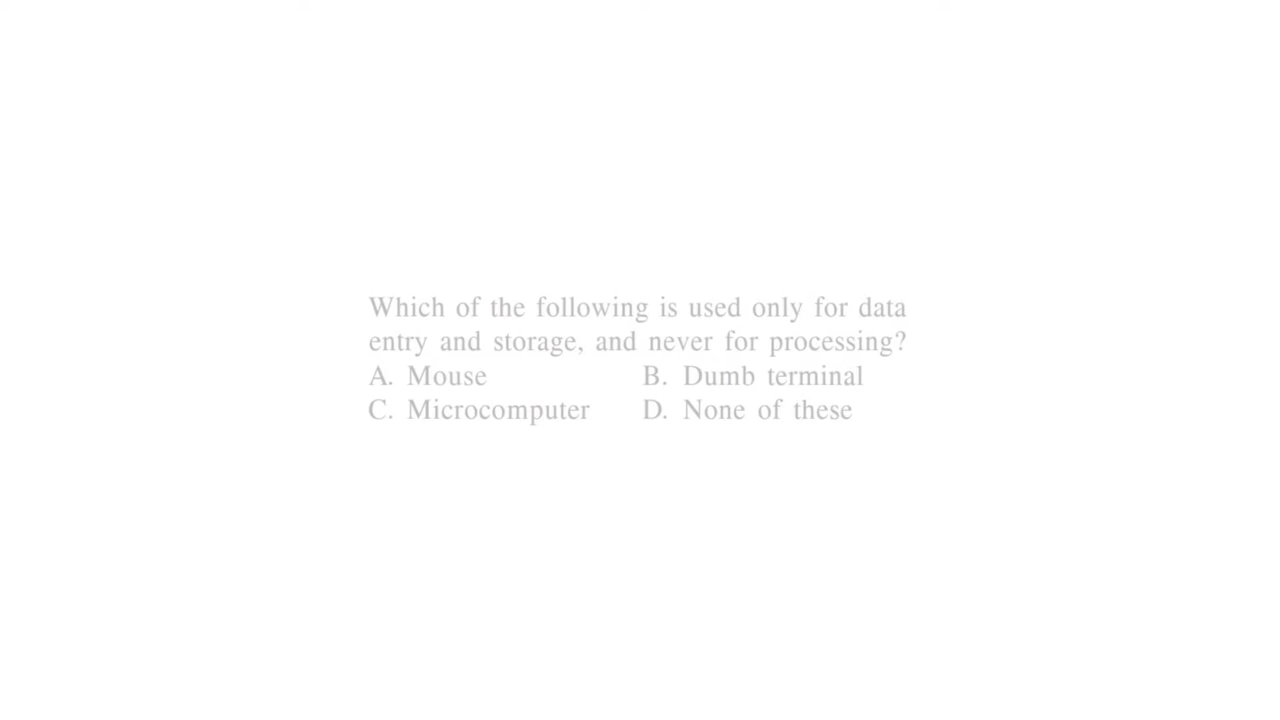 Which of the following is used only for data
entry and storage, and never for processing?
A. Mouse B. Dumb terminal
C. Microcomputer D. None of these